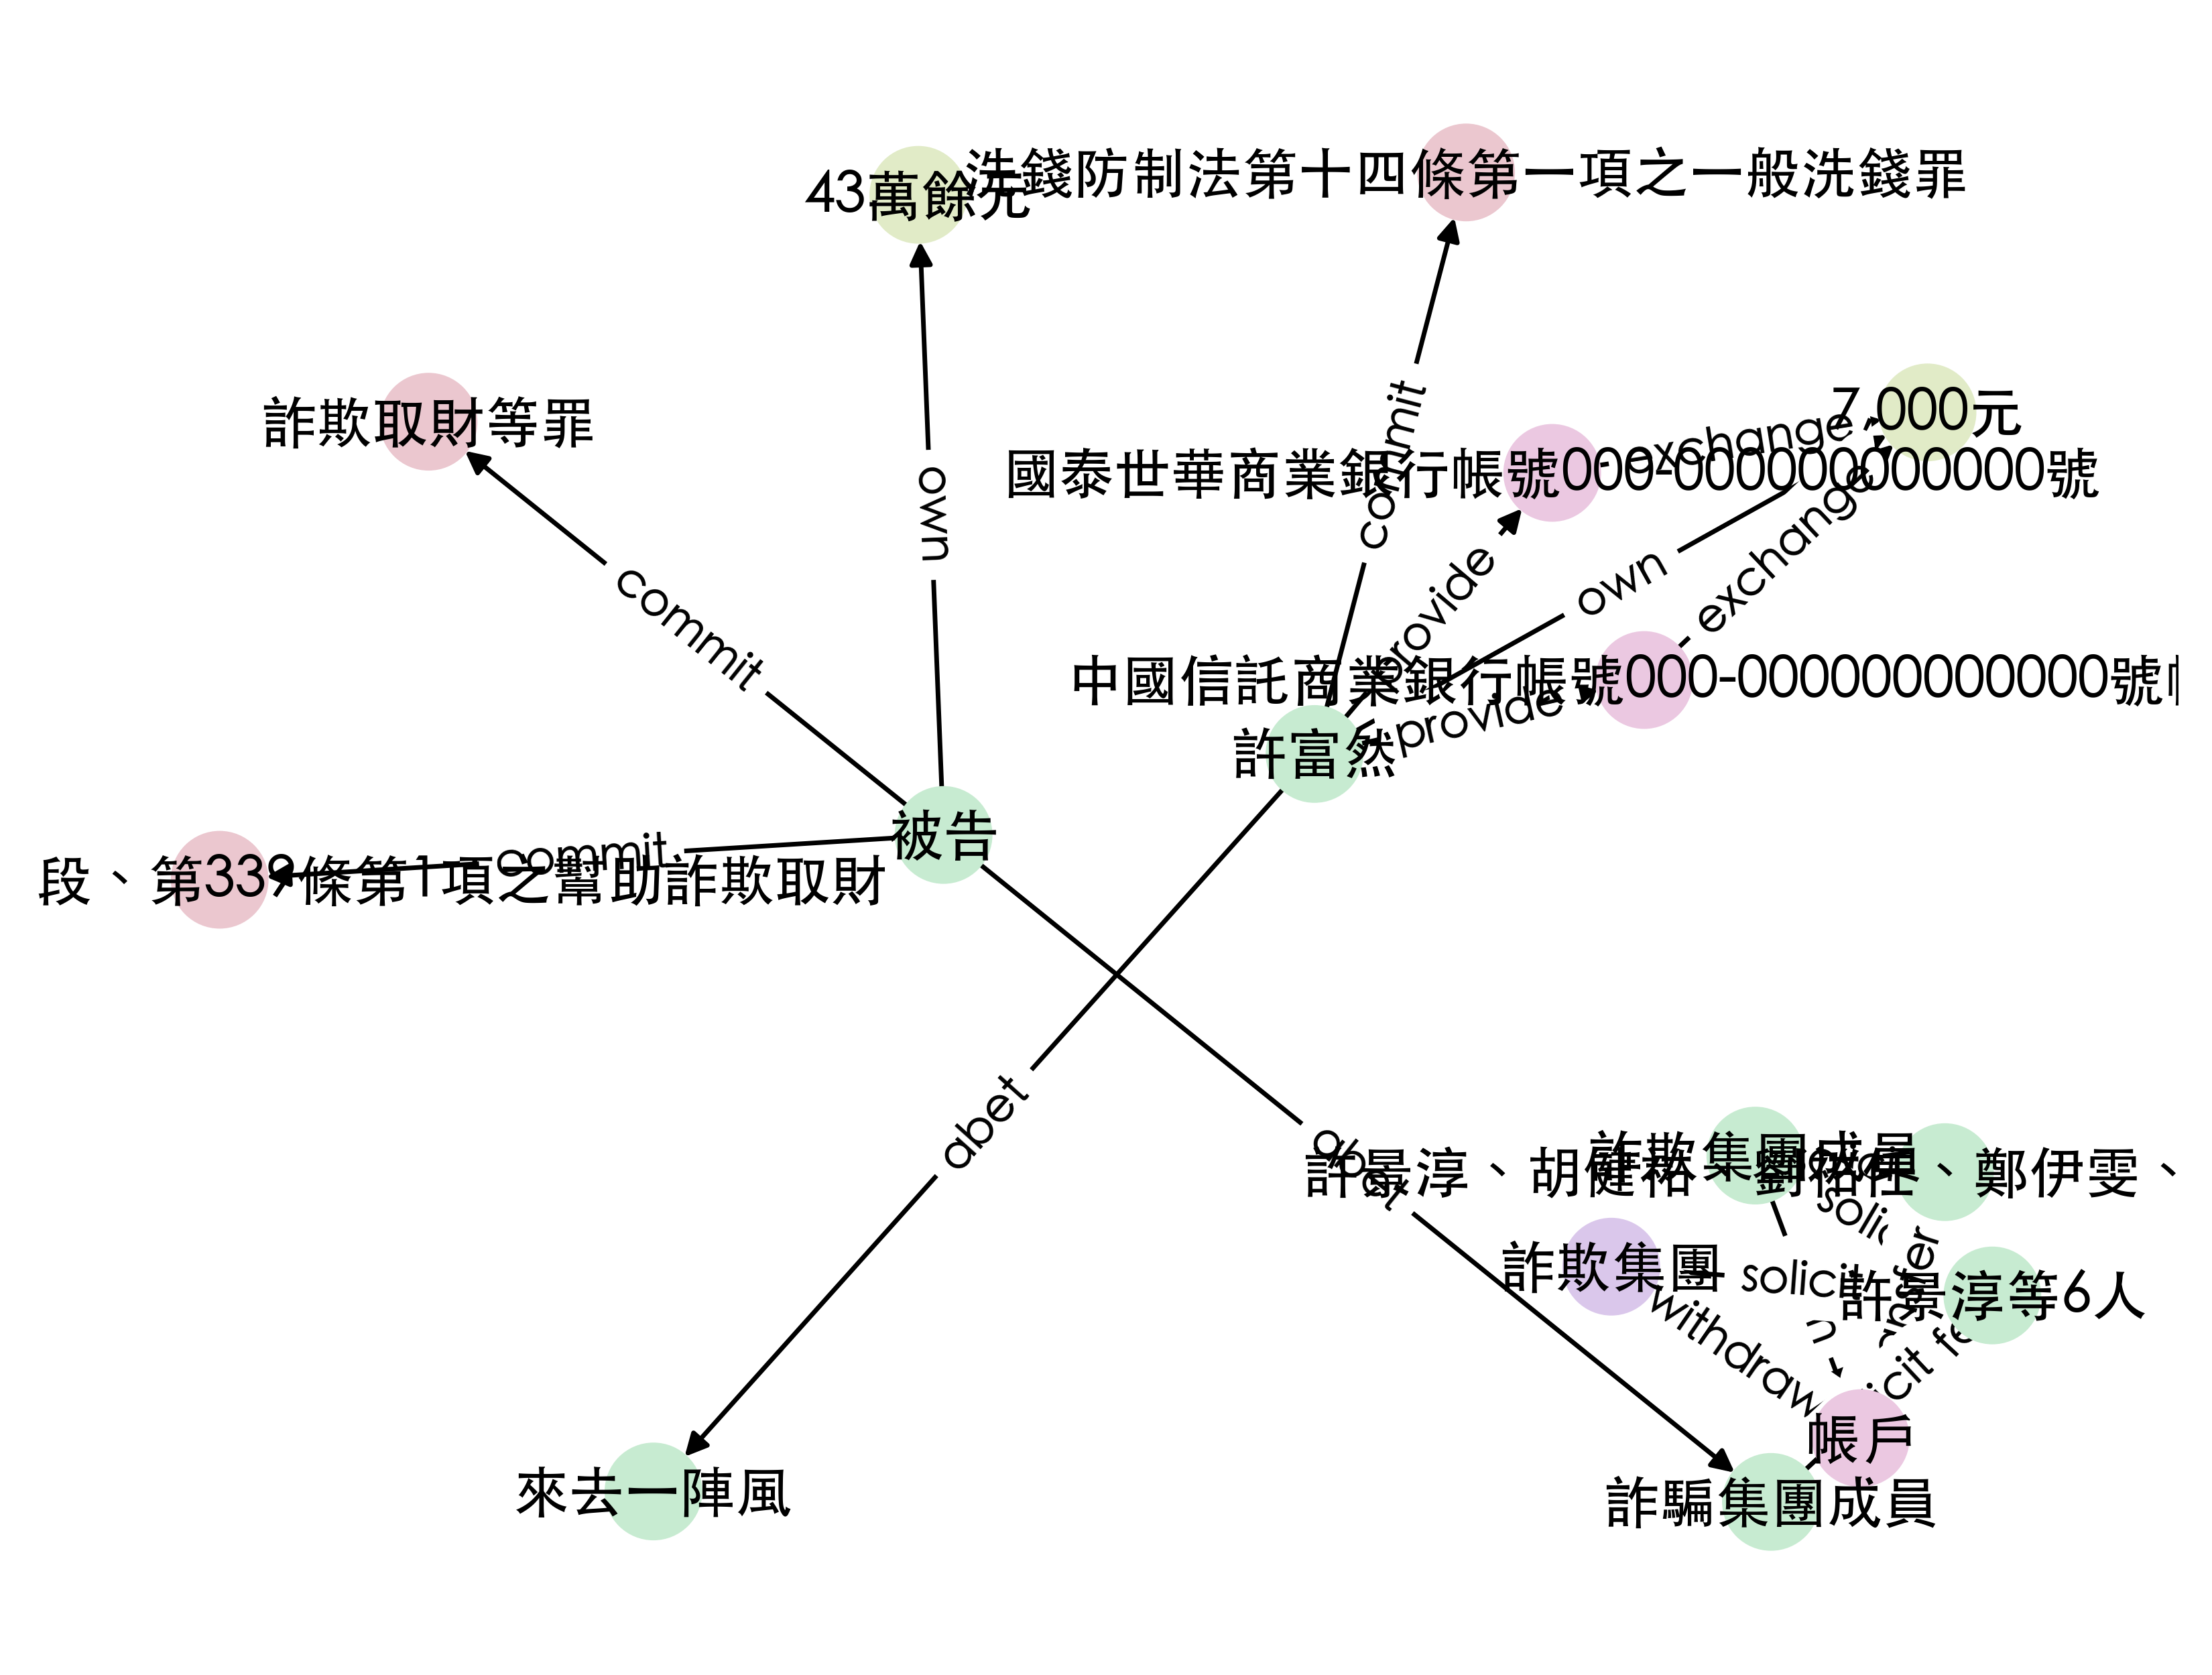 洗錢防制法第十四條第一項之一般洗錢罪
43萬餘元
詐欺取財等罪
7,000元
exchange
國泰世華商業銀行帳號000-000000000000號
commit
own
commit
provide
own
exchange
中國信託商業銀行帳號000-000000000000號
provide
許富然
被告
commit
段、第339條第1項之幫助詐欺取財
abet
abet
詐欺集團成員
許景淳、胡健祐、劉祐任、鄭伊雯、
詐欺集團
solicit
許景淳等6人
withdraw
帳戶
詐騙集團成員
來去一陣風